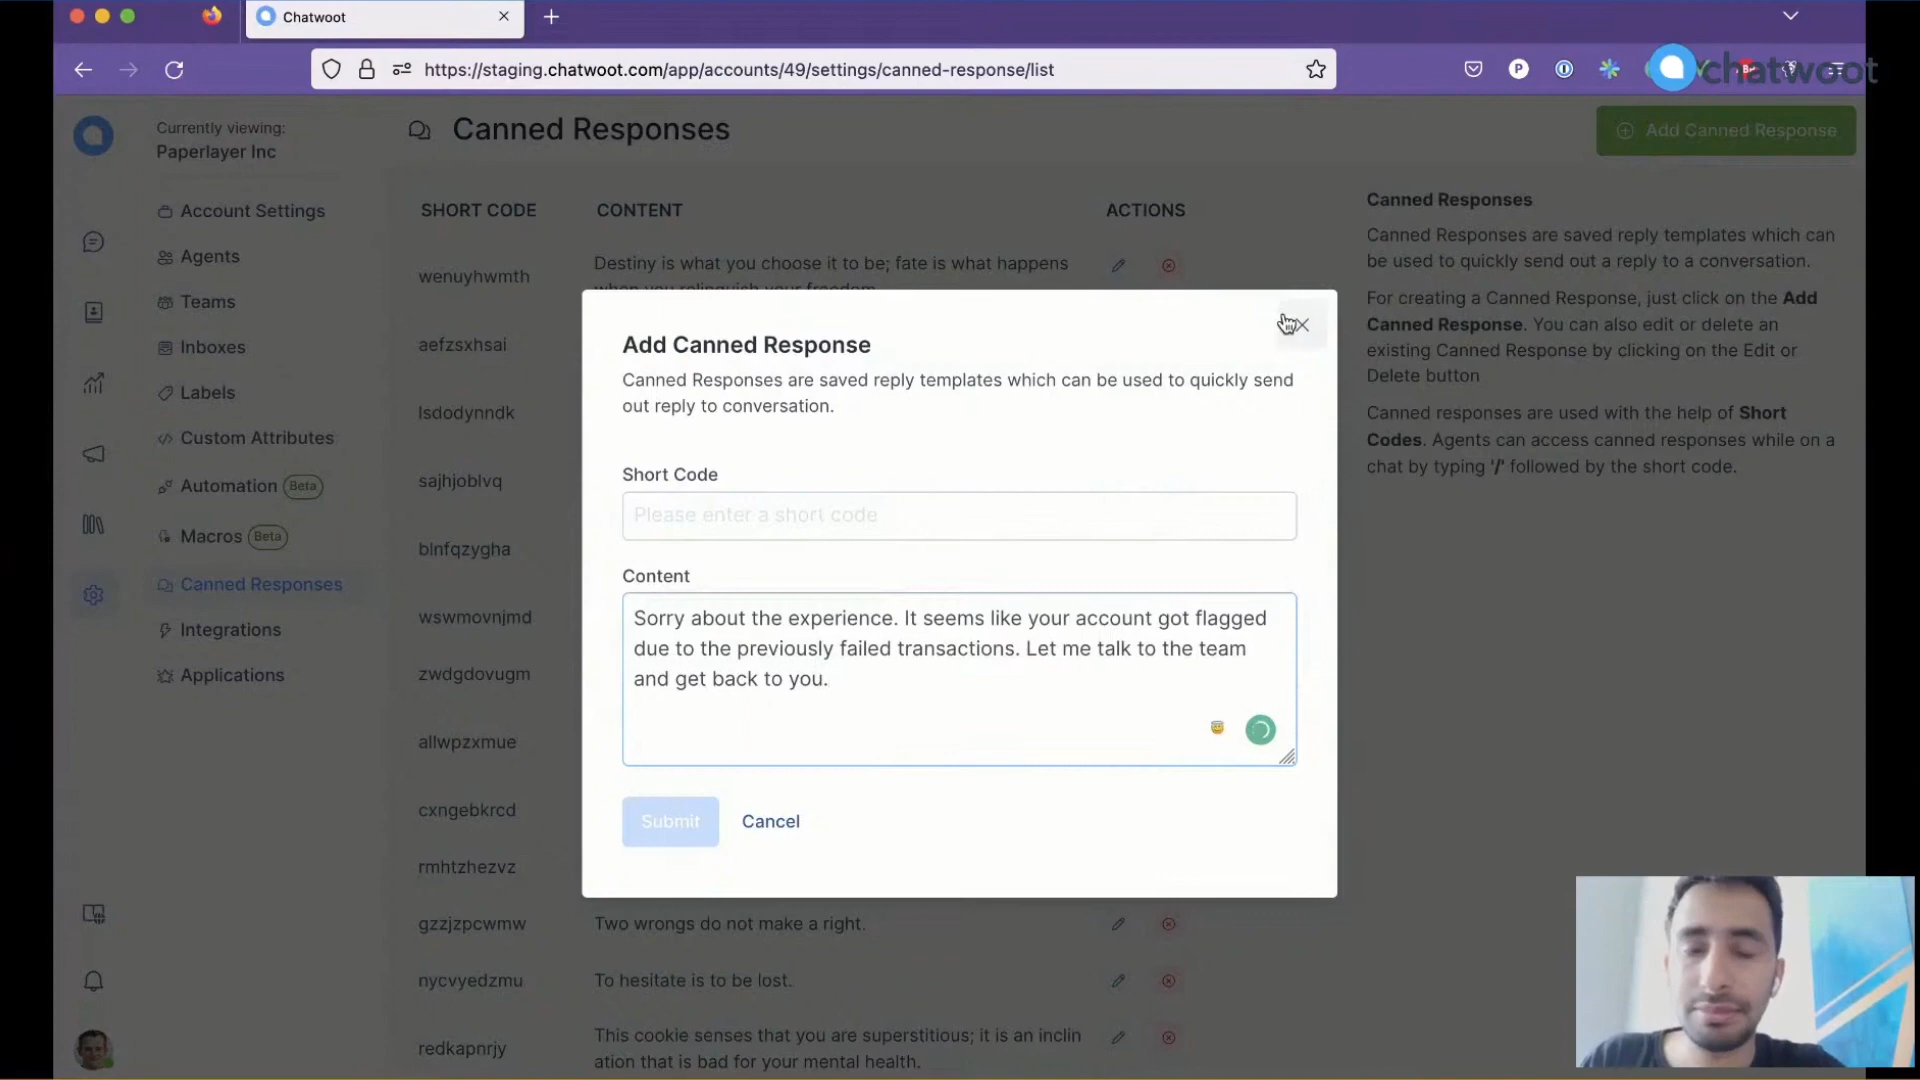 Chatwoot
https://staging.chatwoot.com/app/accounts/49/settings/canned-response/list
chatwoot
Currently viewing:
Paperlayer Inc
Canned Responses
Add Canned Response
Account Settings
Agents
Teams
Inboxes
Labels
Custom Attributes
Automation Beta
Macros Beta
Canned Responses
Integrations
Applications
SHORT CODE CONTENT ACTIONS
wenuyhwmth
Destiny is what you choose it to be; fate is what happens
when you relinquish your freedom
aefzsxhsai
lsdodynndk
sajhjoblvq
blnfqzygha
wswmovnjmd
zwdgdovugm
allwpzxmue
cxngebkrcd
rmhtzhezvz
gzzjzpcwmw Two wrongs do not make a right.
nycvyedzmu To hesitate is to be lost.
redkapnrjy
This cookie senses that you are superstitious; it is an inclin
ation that is bad for your mental health.
Add Canned Response
Canned Responses are saved reply templates which can be used to quickly send
out reply to conversation.
Short Code
Please enter a short code
Content
Sorry about the experience. It seems like your account got flagged
due to the previously failed transactions. Let me talk to the team
and get back to you.
Submit Cancel
Canned Responses
Canned Responses are saved reply templates which can
be used to quickly send out a reply to a conversation.
For creating a Canned Response, just click on the Add
Canned Response. You can also edit or delete an
existing Canned Response by clicking on the Edit or
Delete button
Canned responses are used with the help of Short
Codes. Agents can access canned responses while on a
chat by typing '/' followed by the short code.